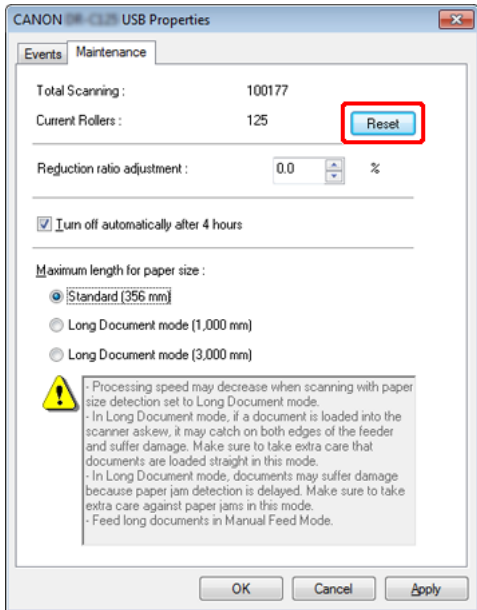 CANON USB Properties
Events Maintenance
Total Scanning : 100177
Current Rollers : 125 Reset
Reduction ratio adjustment : 0.0 %
Turn off automatically after 4 hours
Maximum length for paper size :
Standard (356 mm)
Long Document mode (1,000 mm)
Long Document mode (3,000 mm)
- Processing speed may decrease when scanning with paper
size detection set to Long Document mode.
- In Long Document mode, if a document is loaded into the
scanner askew, it may catch on both edges of the feeder
and suffer damage. Make sure to take extra care that
documents are loaded straight in this mode.
- In Long Document mode, documents may suffer damage
because paper jam detection is delayed. Make sure to take
extra care against paper jams in this mode.
- Feed long documents in Manual Feed Mode.
OK Cancel Apply